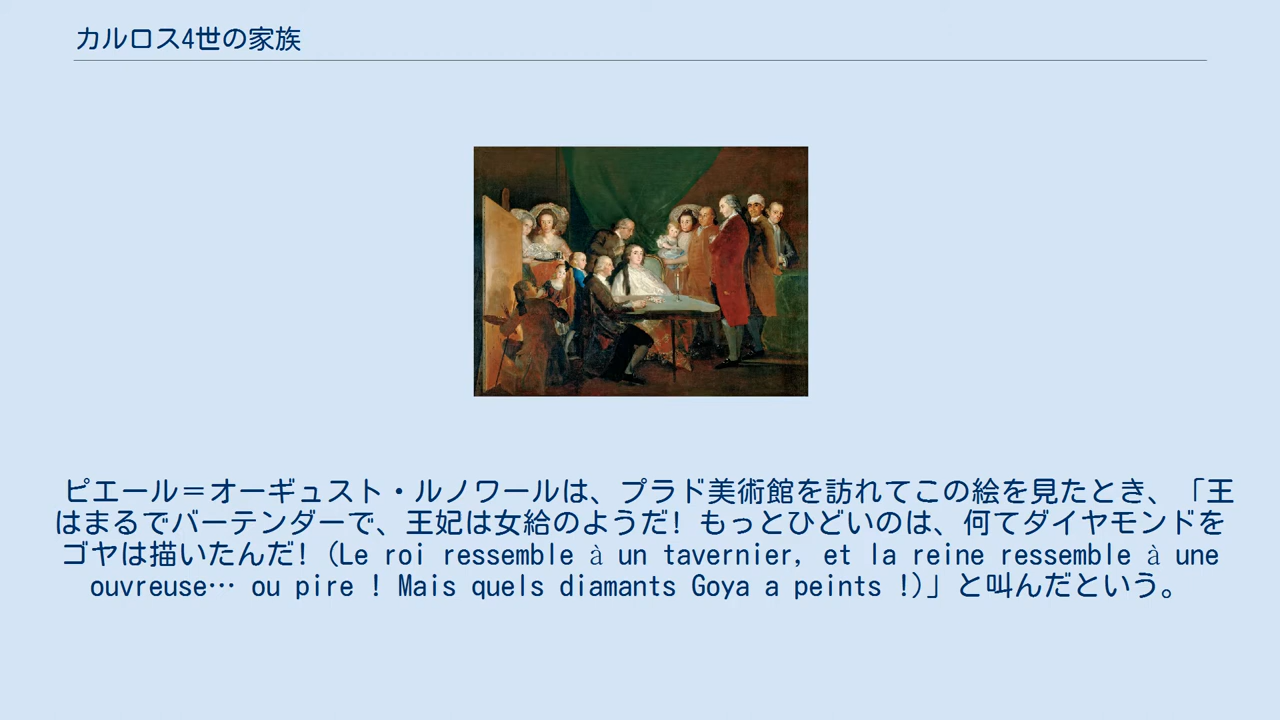 カルロス4世の家族
ピエール＝オーギュスト・ルノワールは、プラド美術館を訪れてこの絵を見たとき、「王
はまるでバーテンダーで、王妃は女給のようだ! もっとひどいのは、何てダイヤモンドを
ゴヤは描いたんだ! (Le roi ressemble à un tavernier, et la reine ressemble à une
ouvreuse… ou pire ! Mais quels diamants Goya a peints !)」と叫んだという。